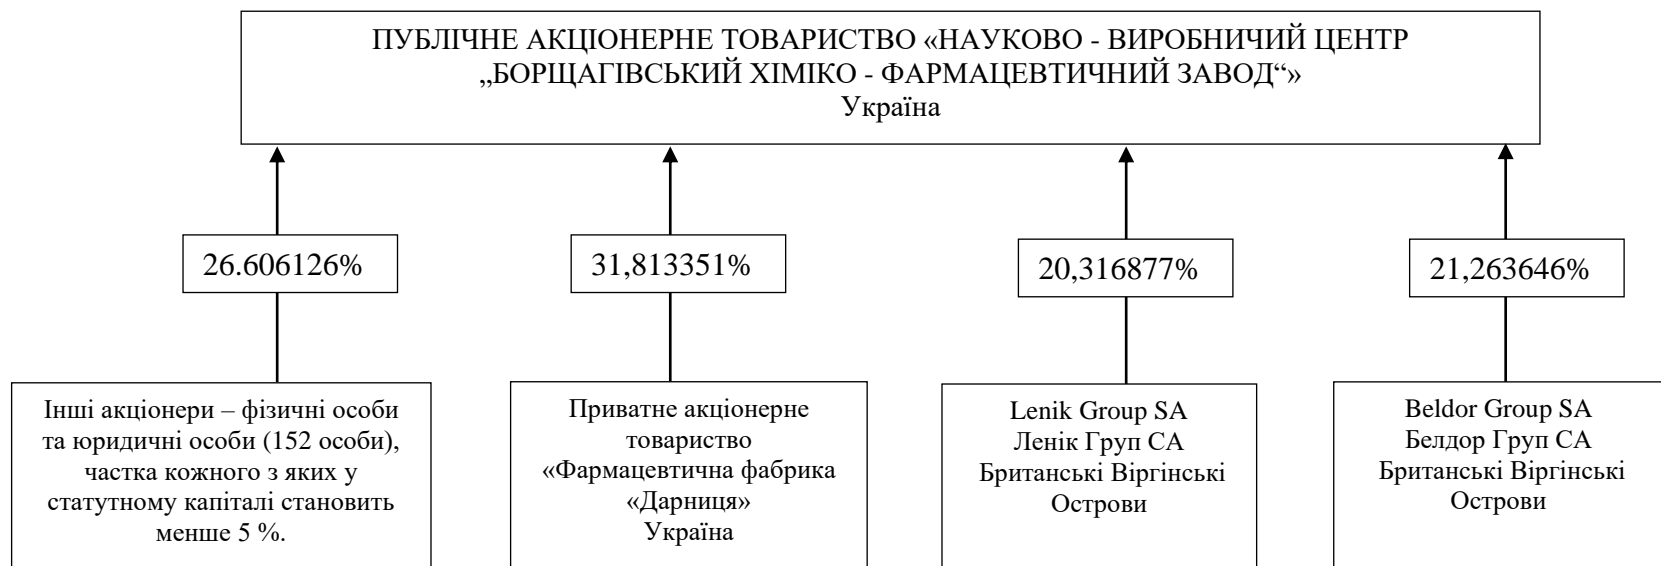 ПУБЛІЧНЕ АКЦІОНЕРНЕ ТОВАРИСТВО «НАУКОВО - ВИРОБНИЧИЙ ЦЕНТР
„БОРЩАГІВСЬКИЙ ХІМІКО - ФАРМАЦЕВТИЧНИЙ ЗАВОД“»
Україна
26.606126%
31,813351%
20,316877%
21,263646%
Інші акціонери – фізичні особи
та юридичні особи (152 особи),
частка кожного з яких у
статутному капіталі становить
менше 5 %.
Приватне акціонерне
товариство
«Фармацевтична фабрика
«Дарниця»
Україна
Lenik Group SA
Ленік Груп СА
Британські Віргінські
Острови
Beldor Group SA
Белдор Груп СА
Британські Віргінські
Острови